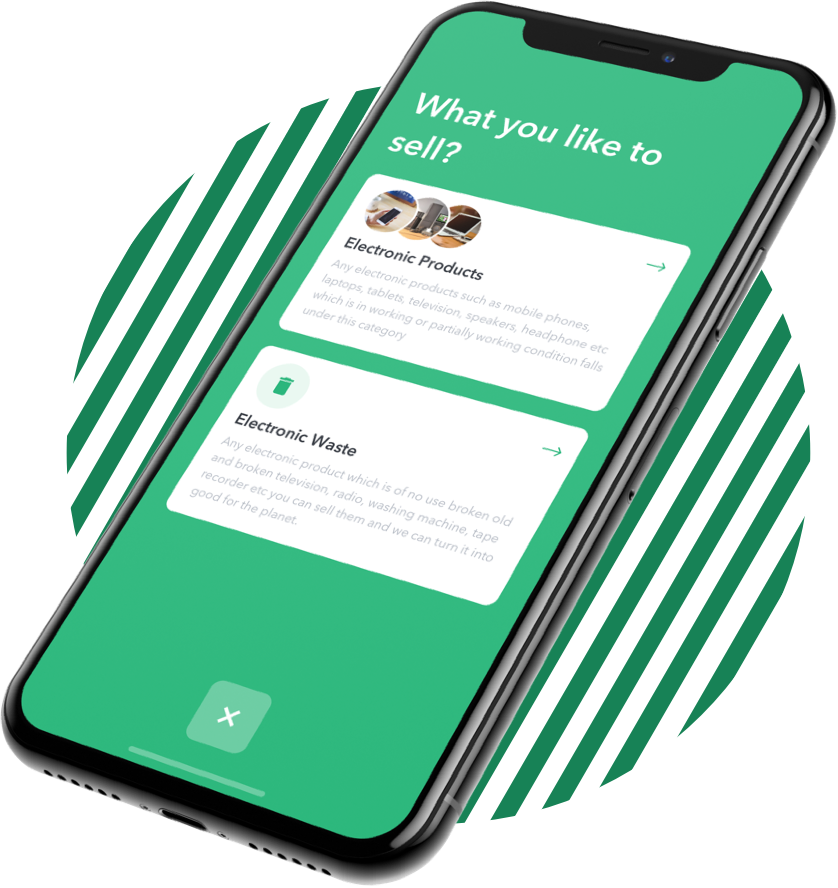 What you like to
sell?
Electronic Products
Any electronic products such as mobile phones,
laptops, tablets, television, speakers, headphone etc
which is in working or partially working condition falls
under this category
Electronic Waste
Any electronic product which is of no use broken old
and broken television, radio, washing machine, tape
recorder etc you can sell them and we can turn it into
good for the planet.